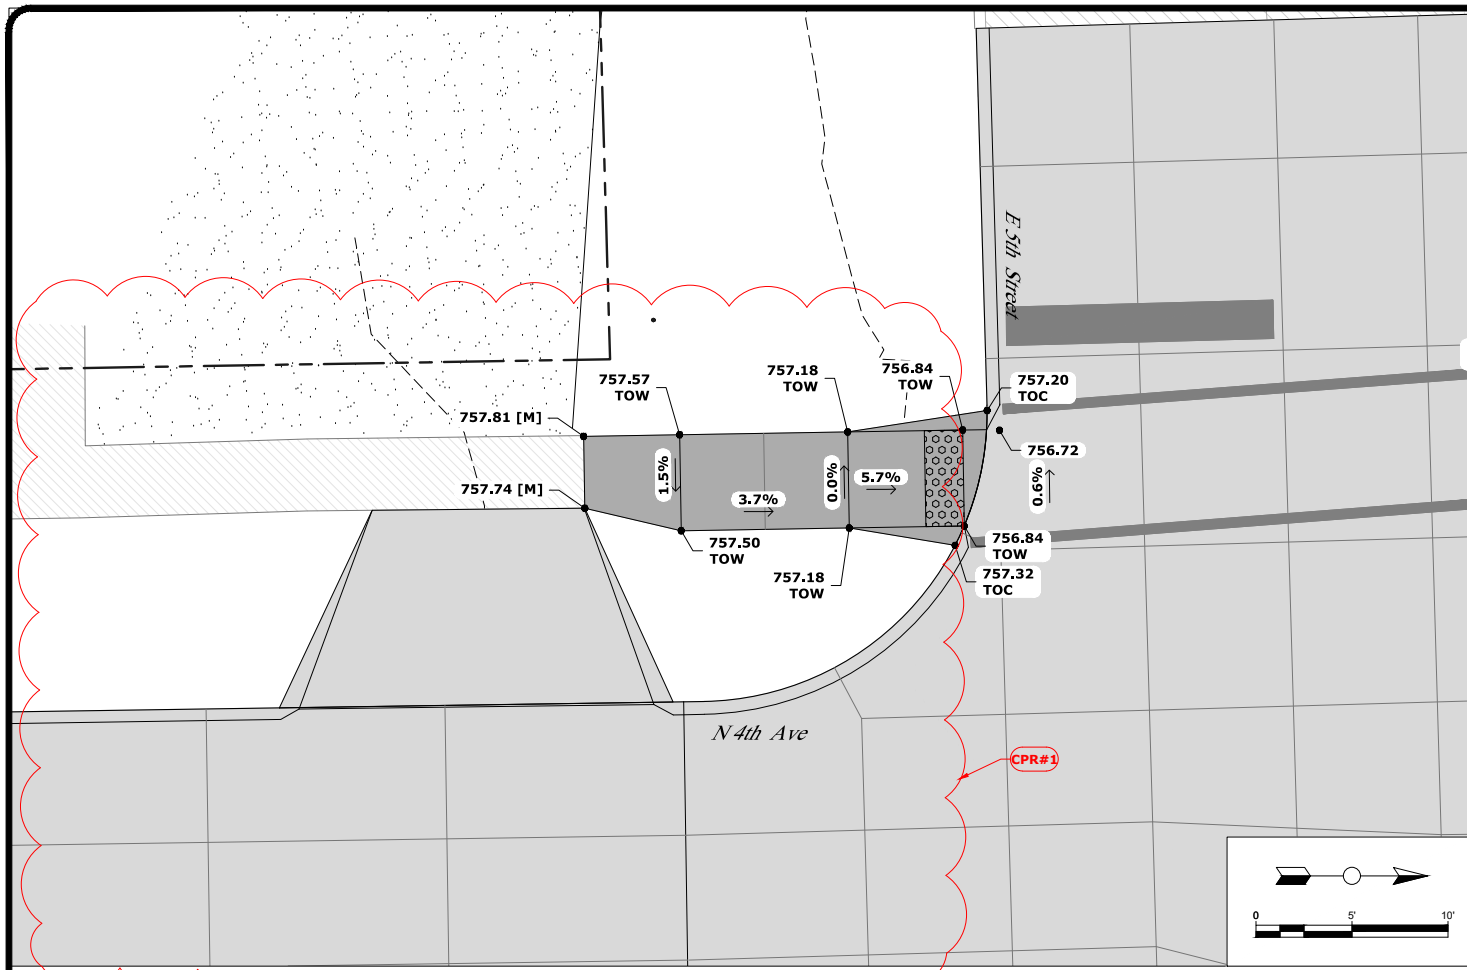 E 5th Street
757.57
TOW
757.18
TOW
756.84
TOW
757.20
TOC
757.81 [M]
756.72
757.74 [M]
1.5%
3.7%
0.0%
5.7%
0.6%
757.50
TOW
757.18
TOW
756.84
TOW
757.32
TOC
N 4th Ave
CPR#1
0
5'
10'